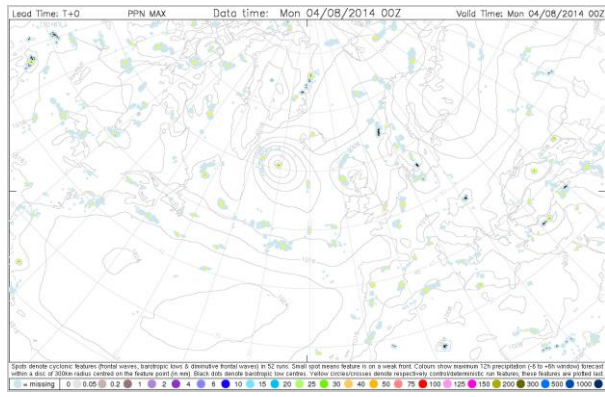 Lead Time: T+0 PPN MAX Data time: Mon 04/08/2014 00Z Valid Time: Mon 04/08/2014 00Z
Spots denote cyclonic features (frontal waves, barotropic lows & diminutive frontal waves) in 52 runs. Small spot means feature is on a weak front. Colours show maximum 12h precipitation (-6 to +6h window) forecast
within a disc of 300km radius centred on the feature point (in mm). Black dots denote barotropic low centres. Yellow circles/crosses denote respectively control/deterministic run features; these features are plotted last.
= missing 0 0.05 0.2 1 2 4 6 8 10 15 20 25 30 40 50 75 100 125 150 200 300 500 1000